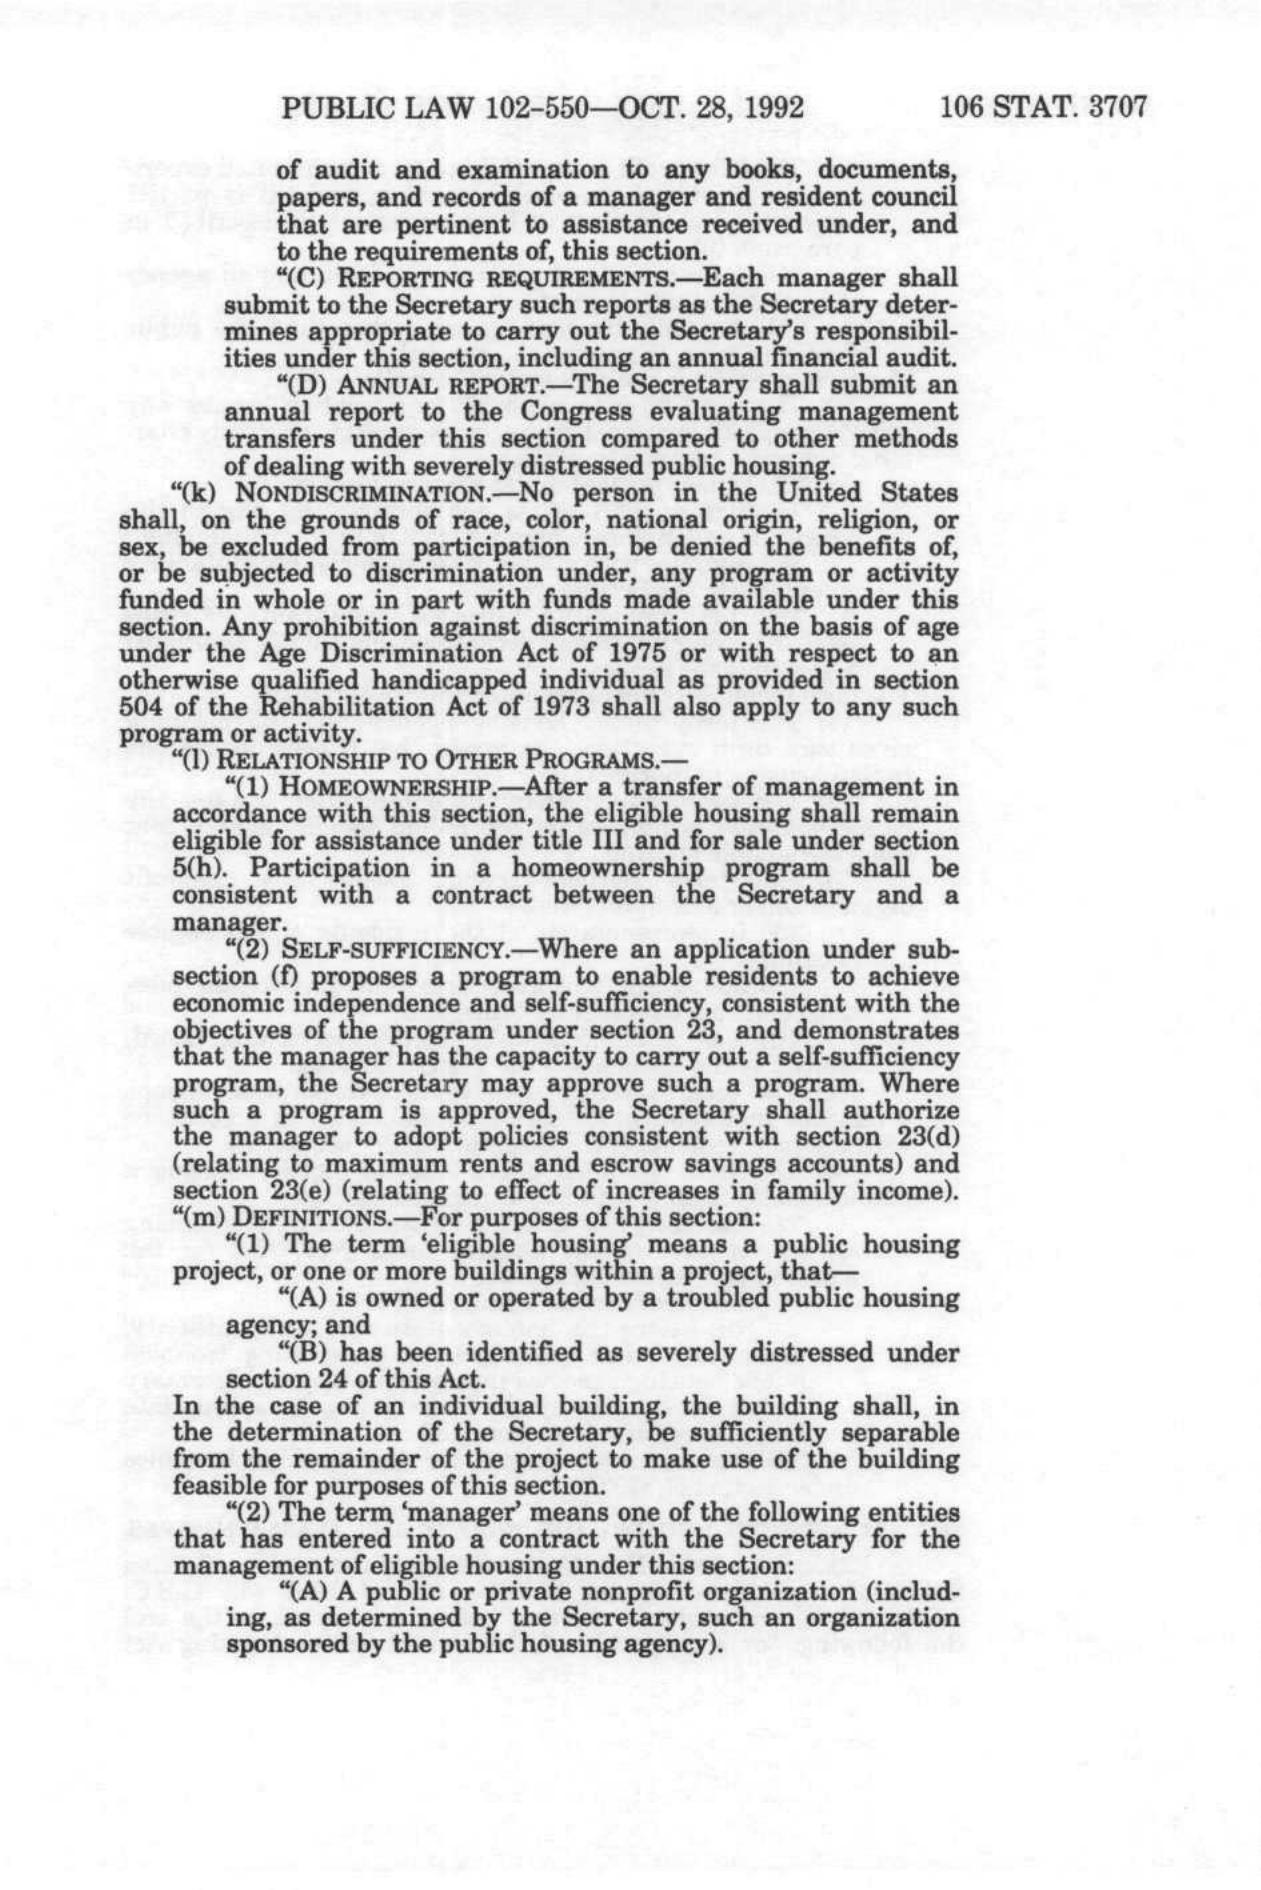 PUBLIC LAW 102-550—OCT. 28, 1992 106 STAT. 3707
of audit and examination to any books, documents,
papers, and records of a manager and resident council
that are pertinent to assistance received under, and
to the requirements of, this section.
"(C) REPORTING REQUIREMENTS.—Each manager shall
submit to the Secretary such reports as the Secretary deter-
mines appropriate to carry out the Secretary's responsibil-
ities under this section, including an annual financial audit.
"(D) ANNUAL REPORT.—The Secretary shall submit an
annual report to the Congress evaluating management
transfers under this section compared to other methods
of dealing with severely distressed public housing.
"(k) NONDISCRIMINATION.—No person in the United States
shall, on the grounds of race, color, national origin, religion, or
sex, be excluded from participation in, be denied the benefits of,
or be subjected to discrimination under, any program or activity
funded in whole or in part with funds made available under this
section. Any prohibition against discrimination on the basis of age
under the Age Discrimination Act of 1975 or with respect to an
otherwise qualified handicapped individual as provided in section
504 of the Rehabilitation Act of 1973 shall also apply to any such
program or activity.
"(l) RELATIONSHIP TO OTHER PROGRAMS.—
"(1) HOMEOWNERSHIP.—After a transfer of management in
accordance with this section, the eligible housing shall remain
eligible for assistance under title III and for sale under section
5(h). Participation in a homeownership program shall be
consistent with a contract between the Secretary and a
manager.
"(2) SELF-SUFFICIENCY.—Where an application under sub-
section (f) proposes a program to enable residents to achieve
economic independence and self-sufficiency, consistent with the
objectives of the program under section 23, and demonstrates
that the manager has the capacity to carry out a self-sufficiency
program, the Secretary may approve such a program. Where
such a program is approved, the Secretary shall authorize
the manager to adopt policies consistent with section 23(d)
(relating to maximum rents and escrow savings accounts) and
section 23(e) (relating to effect of increases in family income).
"(m) DEFINITIONS.—For purposes of this section:
"(1) The term 'eligible housing' means a public housing
project, or one or more buildings within a project, that—
"(A) is owned or operated by a troubled public housing
agency; and
"(B) has been identified as severely distressed under
section 24 of this Act.
In the case of an individual building, the building shall, in
the determination of the Secretary, be sufficiently separable
from the remainder of the project to make use of the building
feasible for purposes of this section.
"(2) The term 'manager' means one of the following entities
that has entered into a contract with the Secretary for the
management of eligible housing under this section:
"(A) A public or private nonprofit organization (includ-
ing, as determined by the Secretary, such an organization
sponsored by the public housing agency).